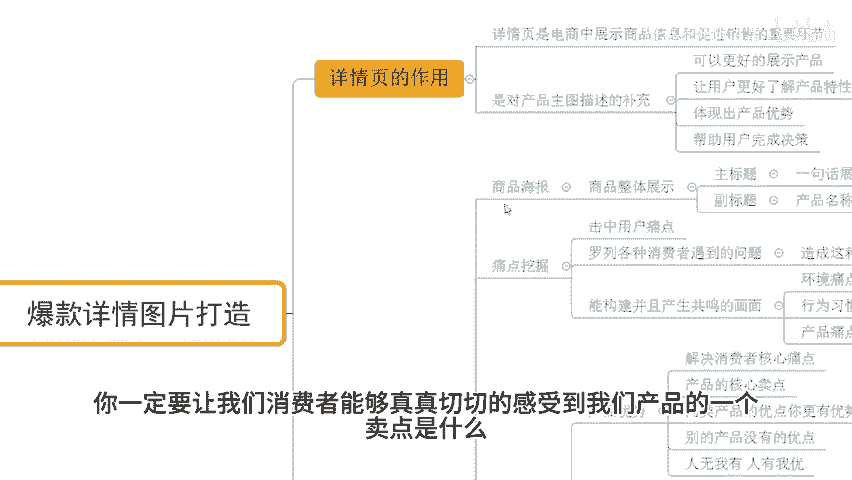 详情页是电商中展示商品信息和促进销售的重要环节
详情页的作用
可以更好的展示产品
让用户更好了解产品特性
是对产品主图描述的补充
体现出产品优势
帮助用户完成决策
主标题
一句话展
商品海报
商品整体展示
副标题
产品名称
击中用户痛点
罗列各种消费者遇到的问题
造成这种
痛点挖掘
环境痛点
能构建并且产生共鸣的画面
行为习惯
爆款详情图片打造
产品痛点
解决消费者核心痛点
产品的核心卖点
你一定要让我们消费者能够真真切切的感受到我们产品的一个
卖点是什么
的优点你更有优势
别的产品没有的优点
人无我有 人有我优